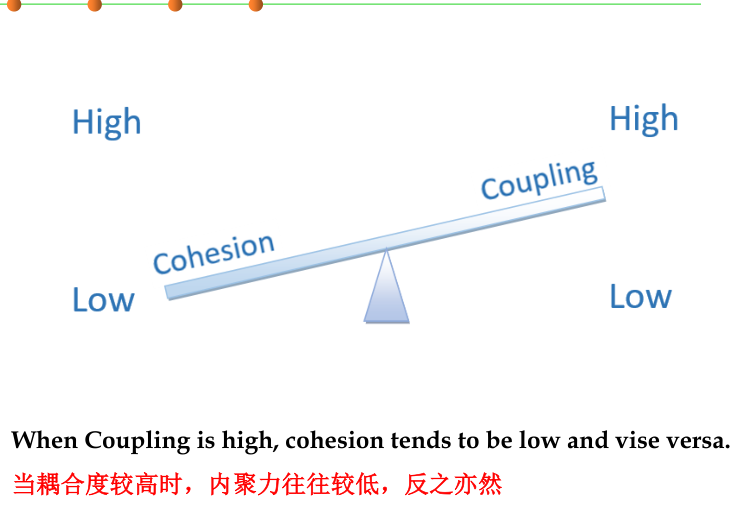 High
High
Coupling
Cohesion
Low
Low
When Coupling is high, cohesion tends to be low and vise versa.
当耦合度较高时，内聚力往往较低，反之亦然